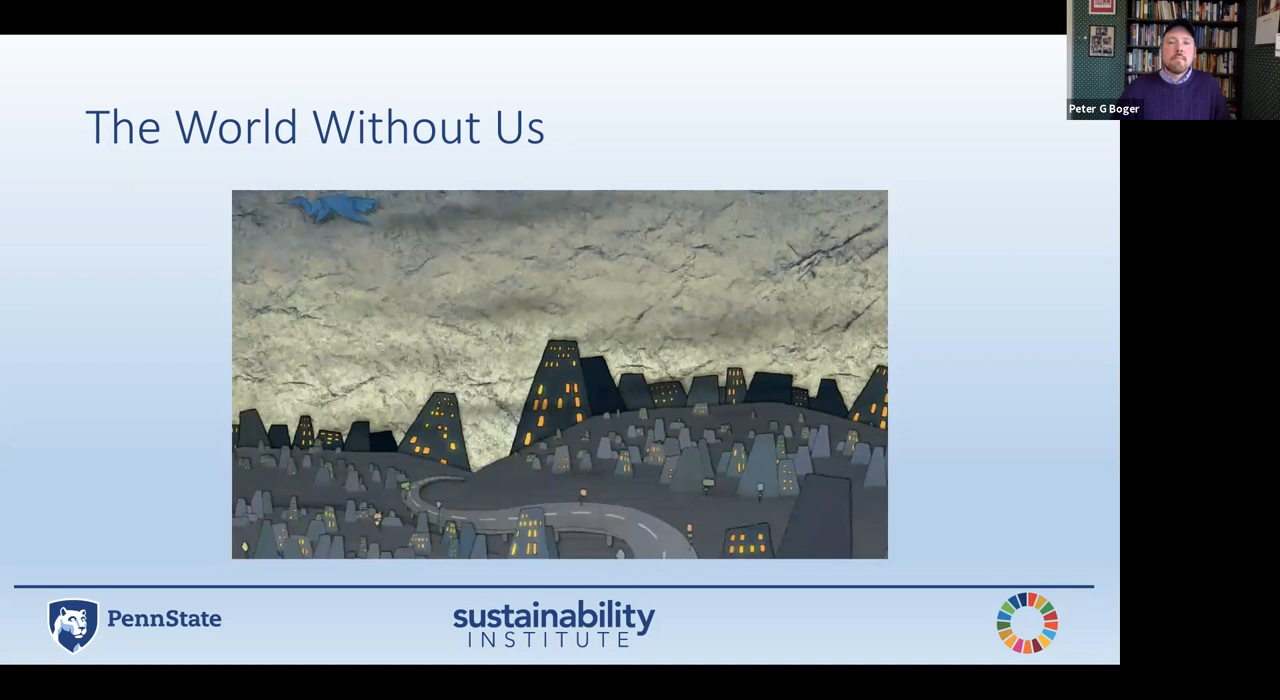 Peter G Boger
The World Without Us
PennState
sustainability
INSTITUTE